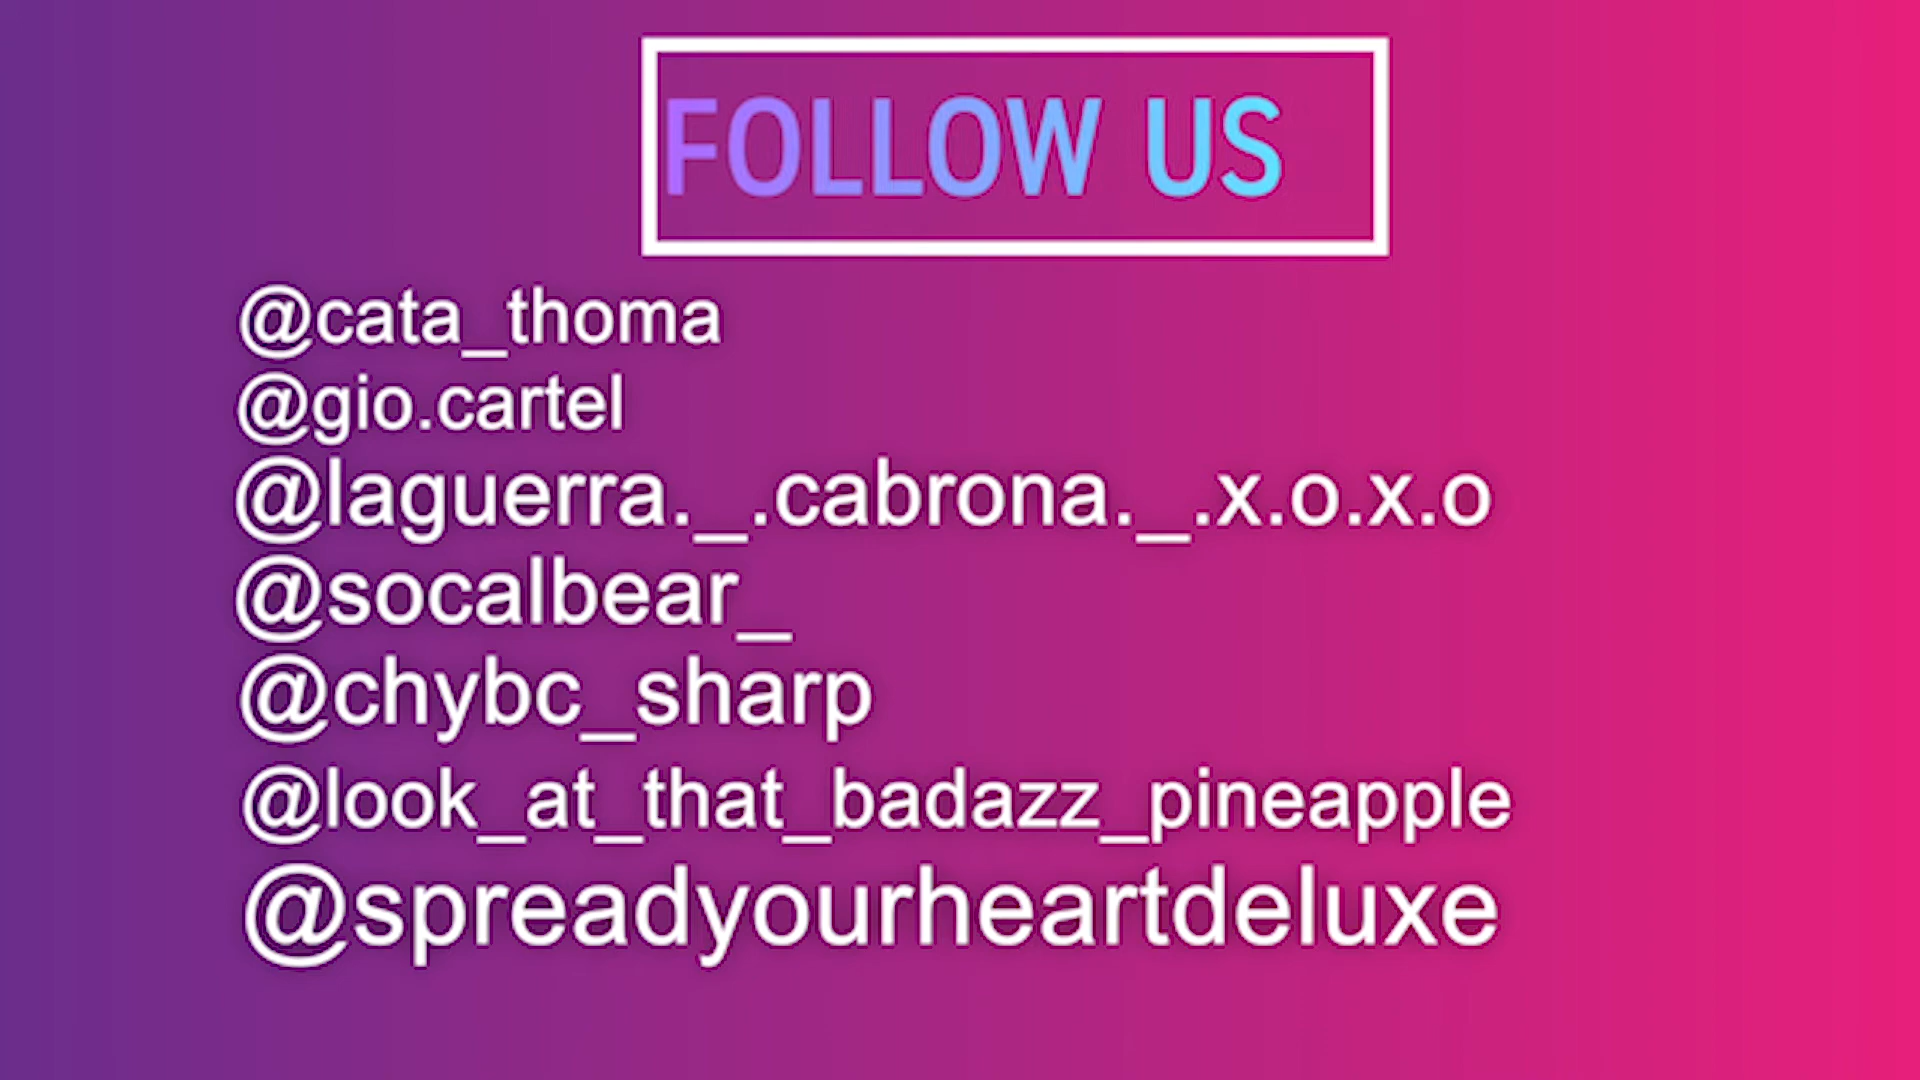 FOLLOW US
@cata_thoma
@gio.cartel
@laguerra._.cabrona._.x.o.x.o
@socalbear_
@chybc_sharp
@look_at_that_badazz_pineapple
@spreadyourheartdeluxe